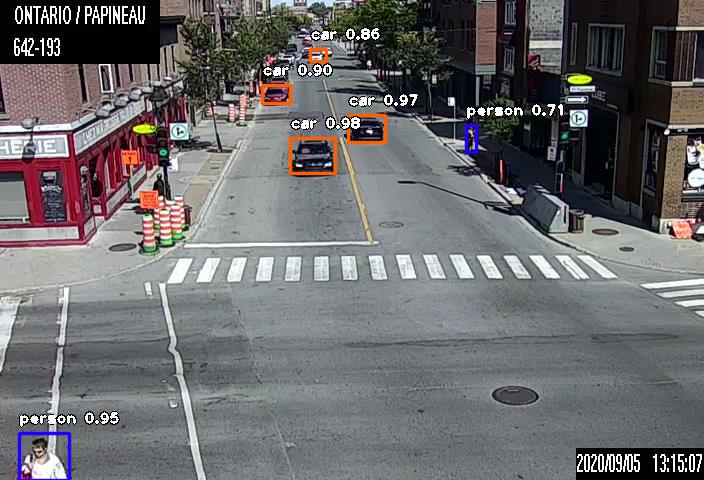 ONTARIO / PAPINEAU
642-193
car 0.86
car 0.90
car 0.97
person 0.71
car 0.98
person 0.95
2020/09/05 13:15:07